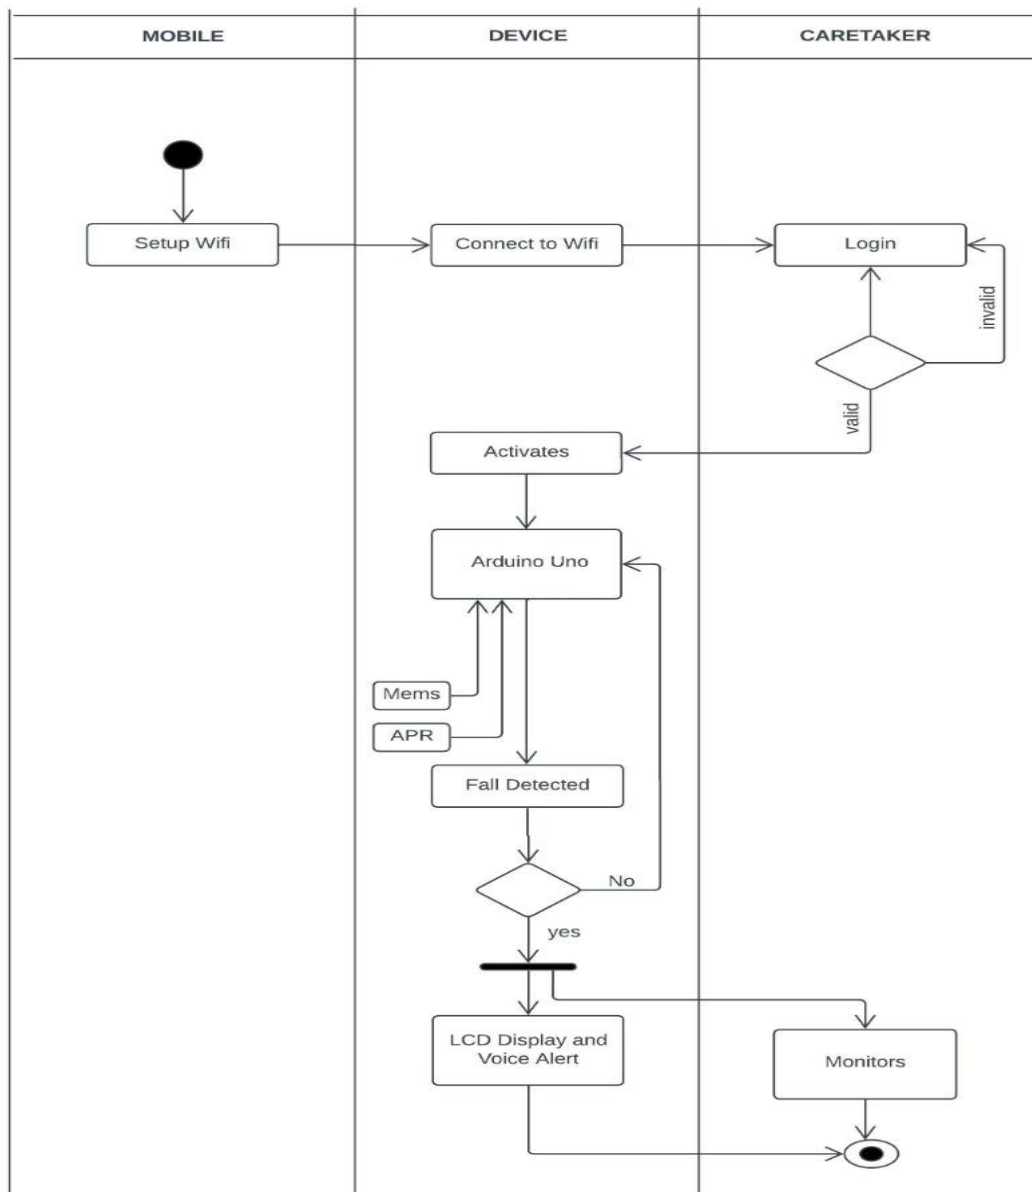 MOBILE
DEVICE
CARETAKER
Setup Wifi
Connect to Wifi
Login
invalid
valid
Activates
Arduino Uno
Mems
APR
Fall Detected
No
yes
LCD Display and
Voice Alert
Monitors